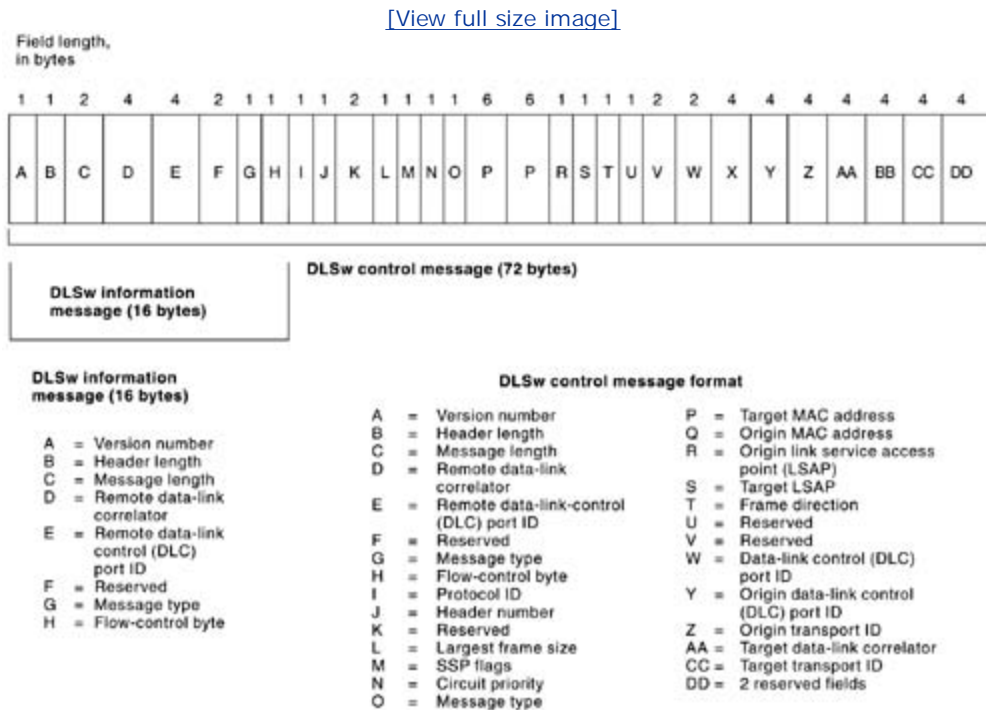 [View full size image]
Field length,
in bytes
1 1 2 4 4 2 1 1 1 1 2 1 1 1 1 6 6 1 1 1 1 2 2 4 4 4 4 4 4 4
A B C D E F G H I J K L M N O P P R S T U V W X Y Z AA BB CC DD
DLSw control message (72 bytes)
DLSw information
message (16 bytes)
DLSw information
message (16 bytes)
A = Version number
B = Header length
C = Message length
D = Remote data-link
correlator
E = Remote data-link
control (DLC)
port ID
F = Reserved
G = Message type
H = Flow-control byte
DLSw control message format
A = Version number
B = Header length
C = Message length
D = Remote data-link
correlator
E = Remote data-link-control
(DLC) port ID
F = Reserved
G = Message type
H = Flow-control byte
I = Protocol ID
J = Header number
K = Reserved
L = Largest frame size
M = SSP flags
N = Circuit priority
O = Message type
P = Target MAC address
Q = Origin MAC address
R = Origin link service access
point (LSAP)
S = Target LSAP
T = Frame direction
U = Reserved
V = Reserved
W = Data-link control (DLC)
port ID
Y = Origin data-link control
(DLC) port ID
Z = Origin transport ID
AA = Target data-link correlator
CC = Target transport ID
DD = 2 reserved fields